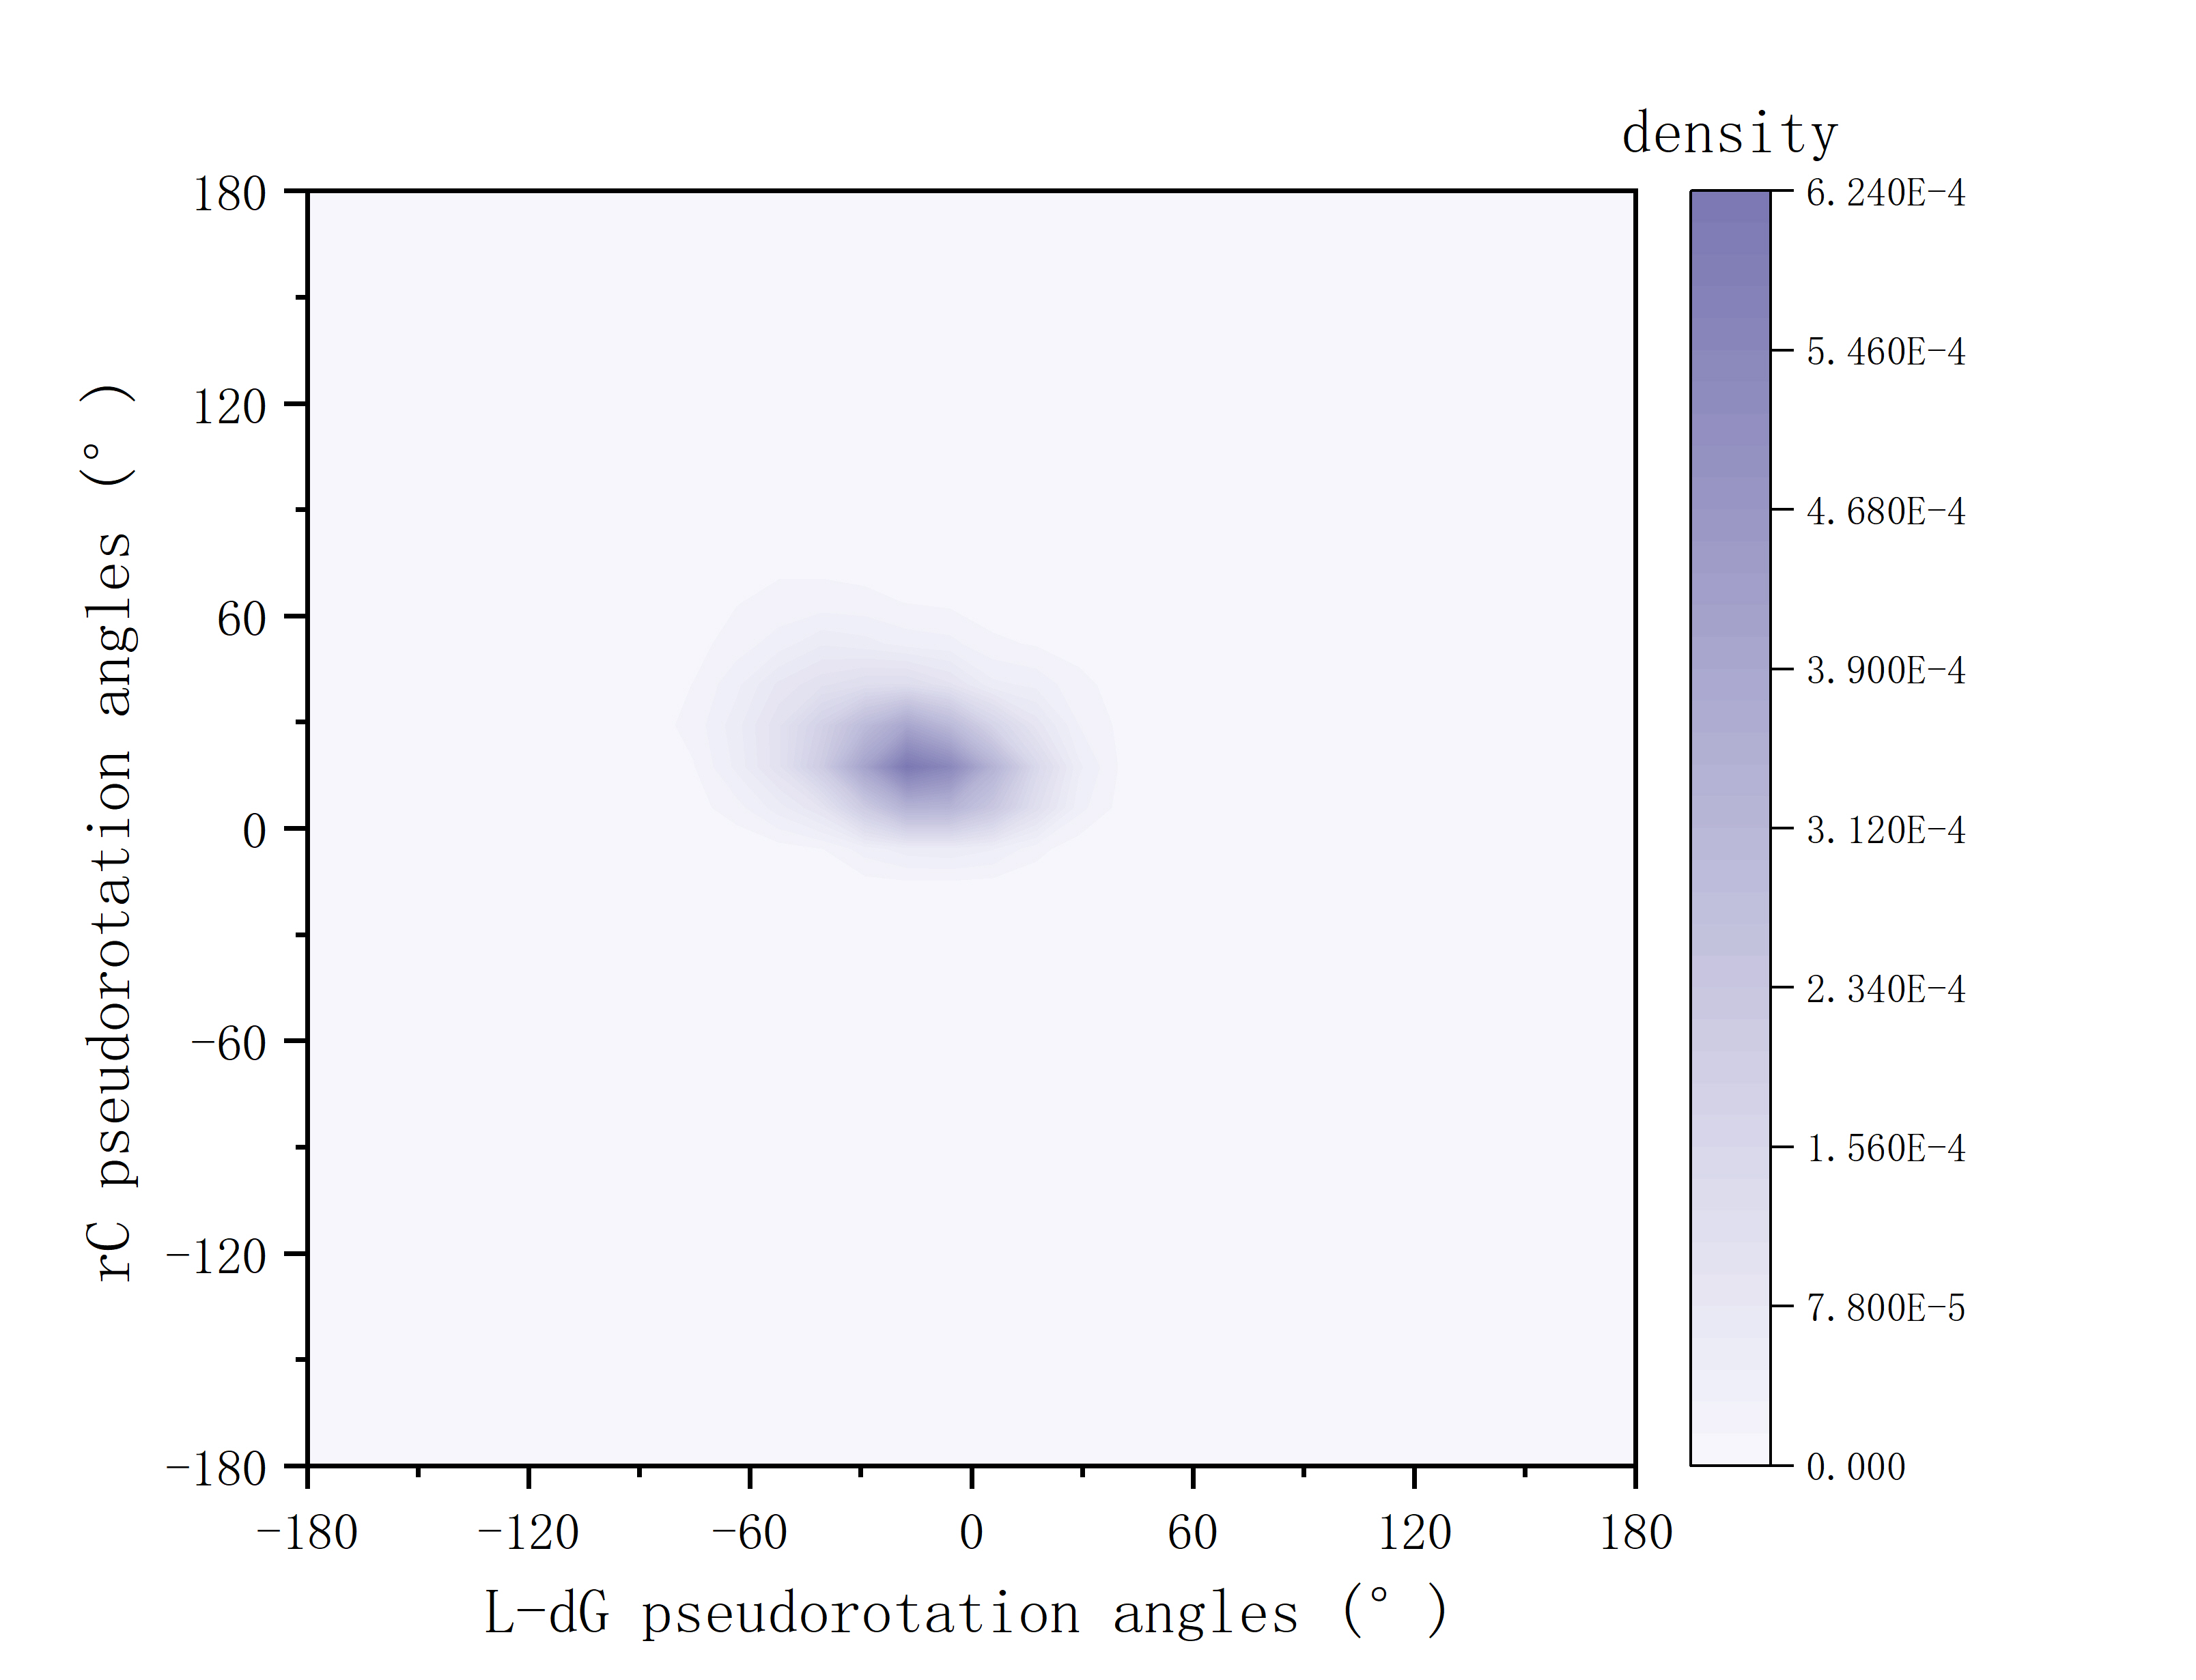 density
180
120
60
0
-60
-120
-180
rC pseudorotation angles (°)
-180
-120
-60
0
60
120
180
L-dG pseudorotation angles (°)
6.240E-4
5.460E-4
4.680E-4
3.900E-4
3.120E-4
2.340E-4
1.560E-4
7.800E-5
0.000